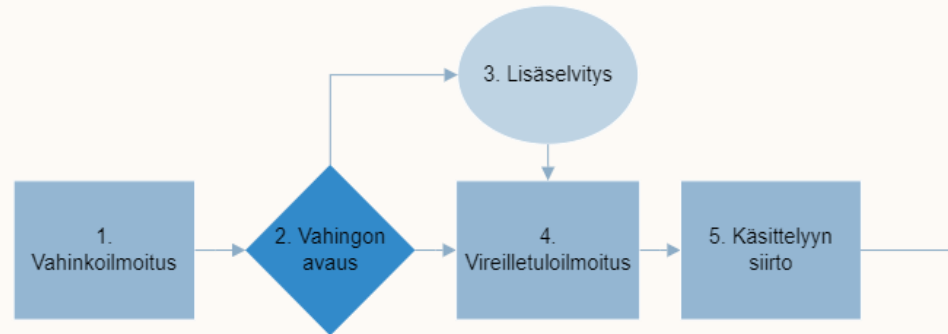 1.
Vahinkoilmoitus
2. Vahingon
avaus
3. Lisäselvitys
4.
Vireilletuloilmoitus
5. Käsittelyyn
siirto